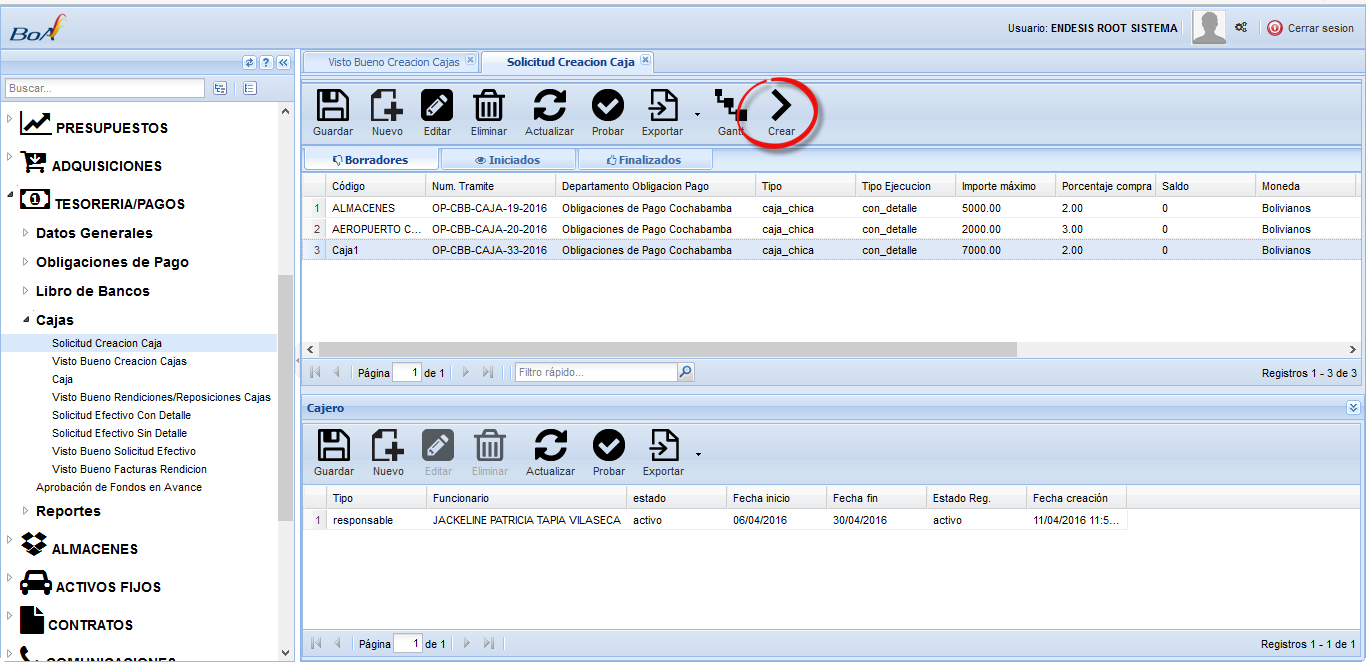 BoA
Usuario: ENDESIS ROOT SISTEMA
Cerrar sesion
Buscar...
PRESUPUESTOS
ADQUISICIONES
TESORERIA/PAGOS
Datos Generales
Obligaciones de Pago
Libro de Bancos
Cajas
Solicitud Creacion Caja
Visto Bueno Creacion Cajas
Caja
Visto Bueno Rendiciones/Reposiciones Cajas
Solicitud Efectivo Con Detalle
Solicitud Efectivo Sin Detalle
Visto Bueno Solicitud Efectivo
Visto Bueno Facturas Rendicion
Aprobación de Fondos en Avance
Reportes
ALMACENES
ACTIVOS FIJOS
CONTRATOS
COMUNICACIONES
Visto Bueno Creacion Cajas Solicitud Creacion Caja
Guardar Nuevo Editar Eliminar Actualizar Probar Exportar Gantt Crear
Borradores Iniciados Finalizados
Código Num. Tramite Departamento Obligacion Pago Tipo Tipo Ejecucion Importe máximo Porcentaje compra Saldo Moneda
1 ALMACENES OP-CBB-CAJA-19-2016 Obligaciones de Pago Cochabamba caja_chica con_detalle 5000.00 2.00 0 Bolivianos
2 AEROPUERTO C... OP-CBB-CAJA-20-2016 Obligaciones de Pago Cochabamba caja_chica con_detalle 2000.00 3.00 0 Bolivianos
3 Caja1 OP-CBB-CAJA-33-2016 Obligaciones de Pago Cochabamba caja_chica con_detalle 7000.00 2.00 0 Bolivianos
Página 1 de 1 Filtro rápido... Registros 1 - 3 de 3
Cajero
Guardar Nuevo Editar Eliminar Actualizar Probar Exportar
Tipo Funcionario estado Fecha inicio Fecha fin Estado Reg. Fecha creación
1 responsable JACKELINE PATRICIA TAPIA VILASECA activo 06/04/2016 30/04/2016 activo 11/04/2016 11:5...
Página 1 de 1 Registros 1 - 1 de 1